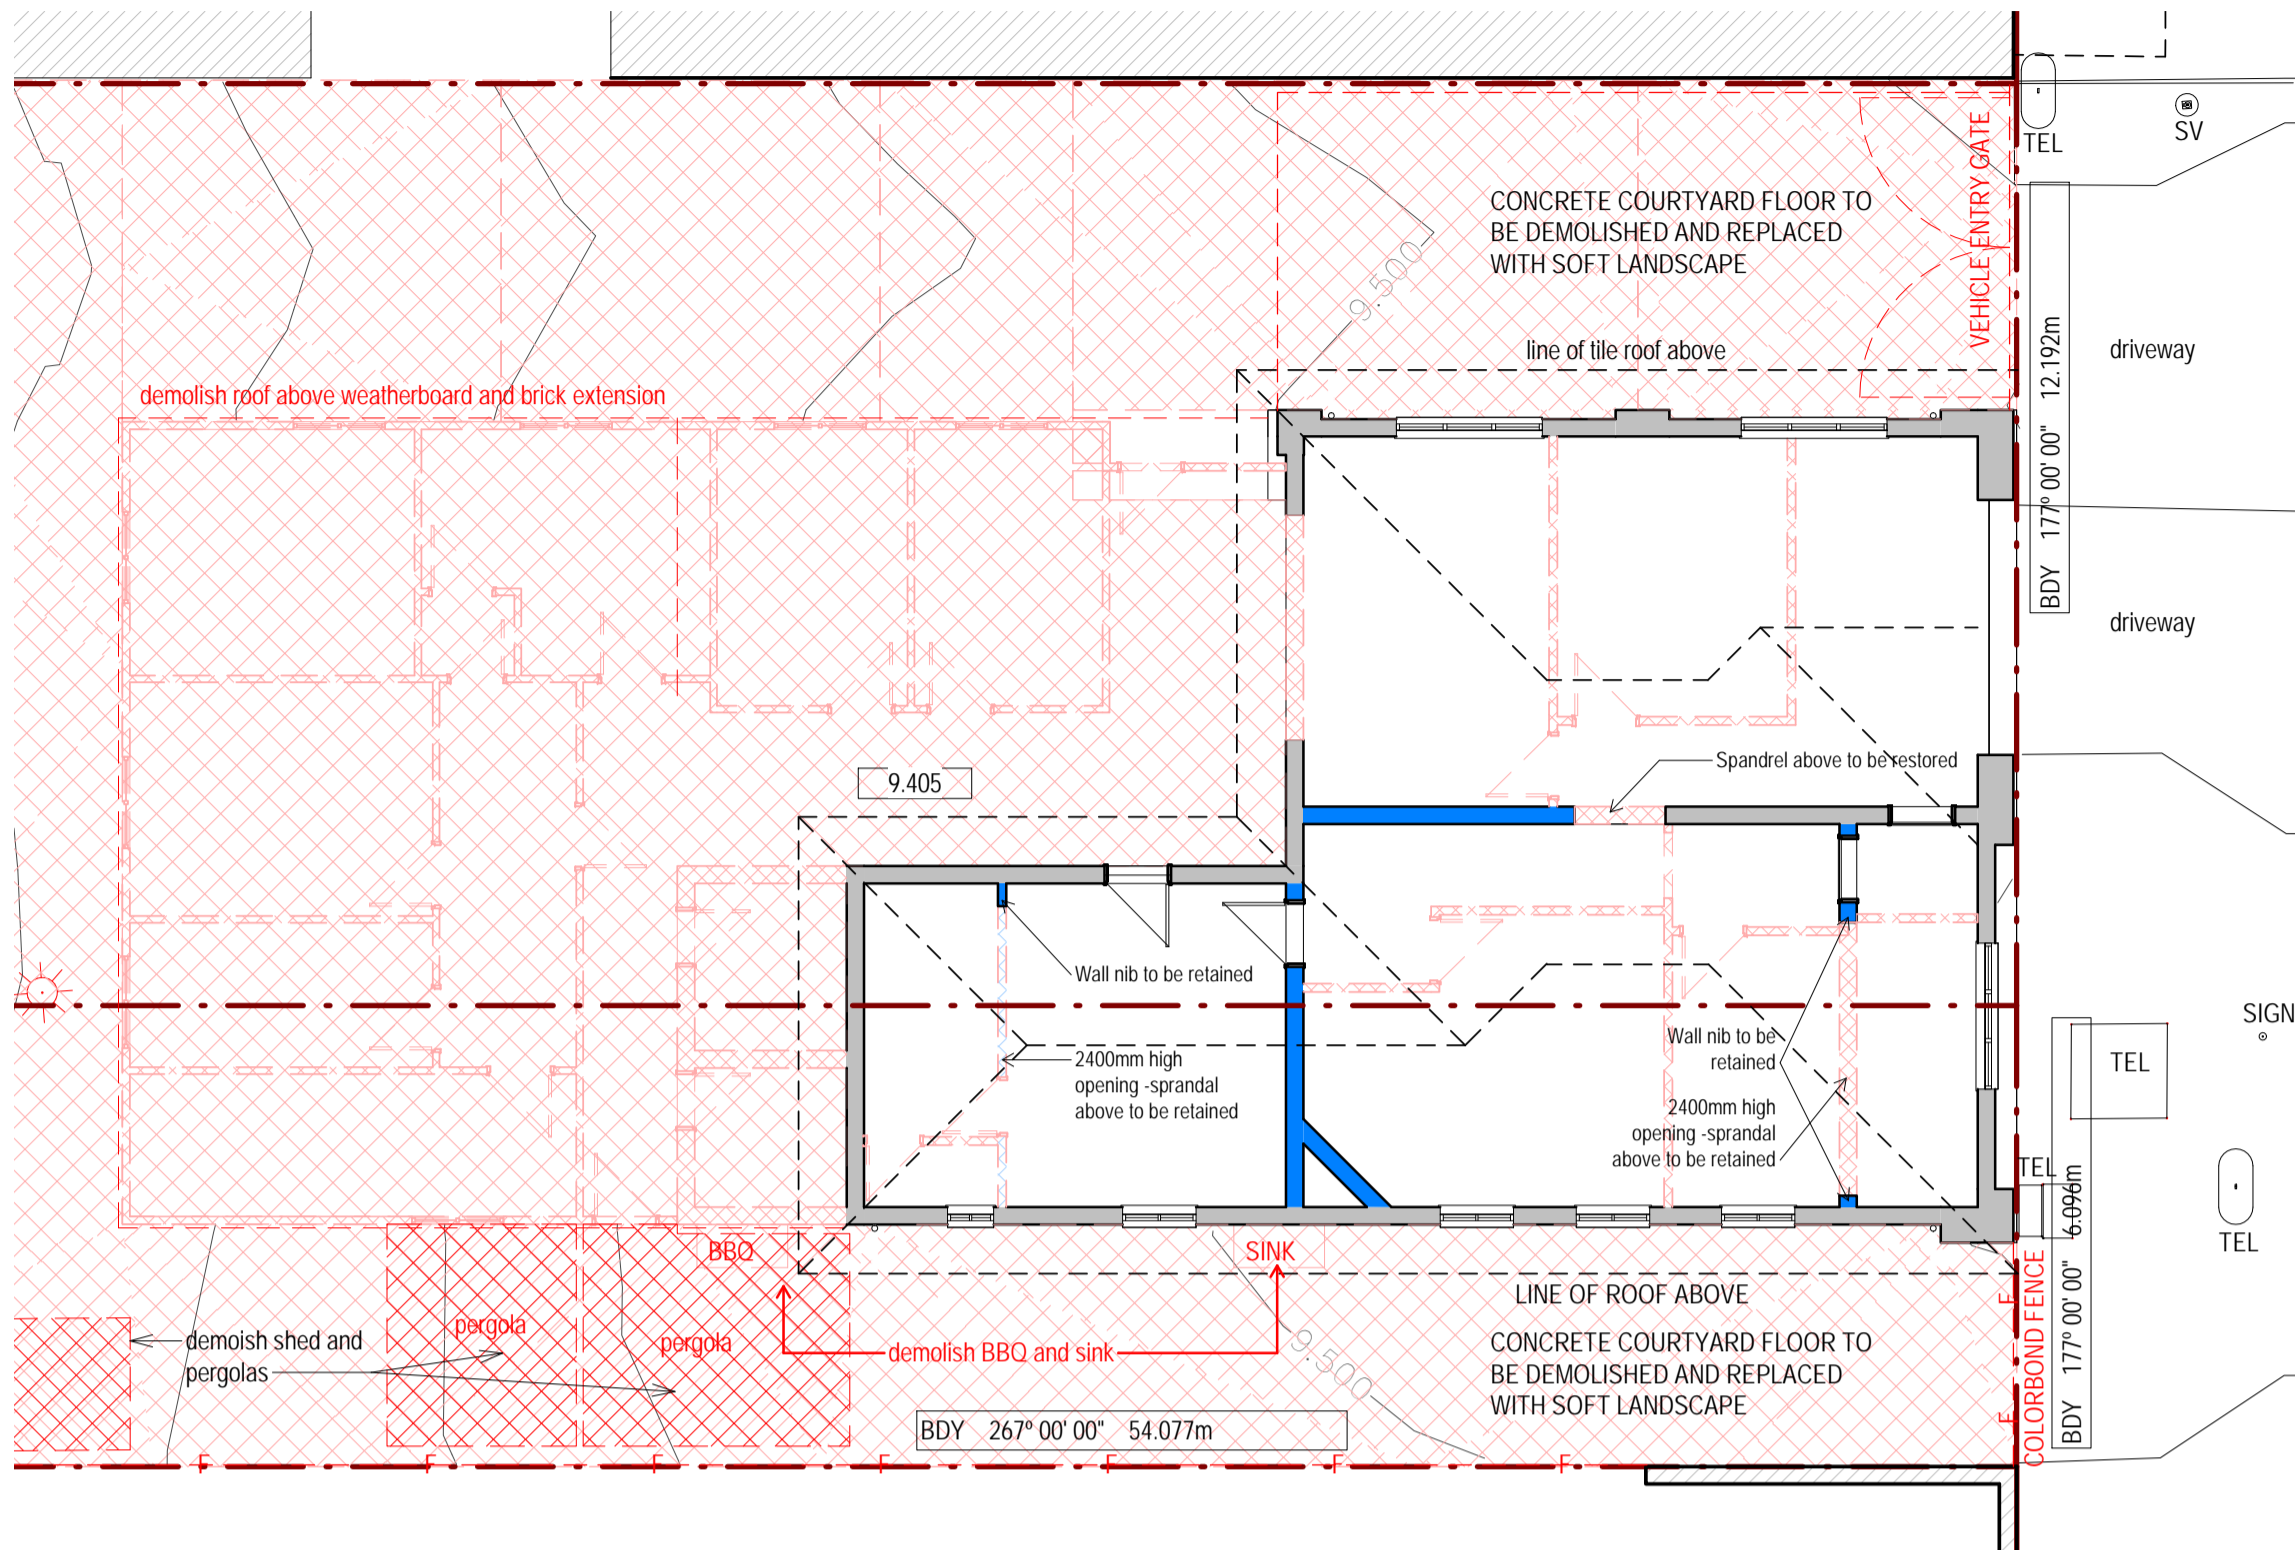 TEL
SV
VEHICLE ENTRY GATE
CONCRETE COURTYARD FLOOR TO
BE DEMOLISHED AND REPLACED
WITH SOFT LANDSCAPE
9.500
line of tile roof above
BDY 177º 00' 00" 12.192m
driveway
demolish roof above weatherboard and brick extension
driveway
Spandrel above to be restored
9.405
Wall nib to be retained
Wall nib to be
retained
2400mm high
opening -sprandal
above to be retained
2400mm high
opening -sprandal
above to be retained
SIGN
TEL
TEL
TEL
BDY 177º 00' 00" 6.096m
COLORBOND FENCE
F
F
BBQ
SINK
LINE OF ROOF ABOVE
pergola
pergola
demoish shed and
pergolas
demolish BBQ and sink
9.500
CONCRETE COURTYARD FLOOR TO
BE DEMOLISHED AND REPLACED
WITH SOFT LANDSCAPE
BDY 267º 00' 00" 54.077m
F F F F F F F